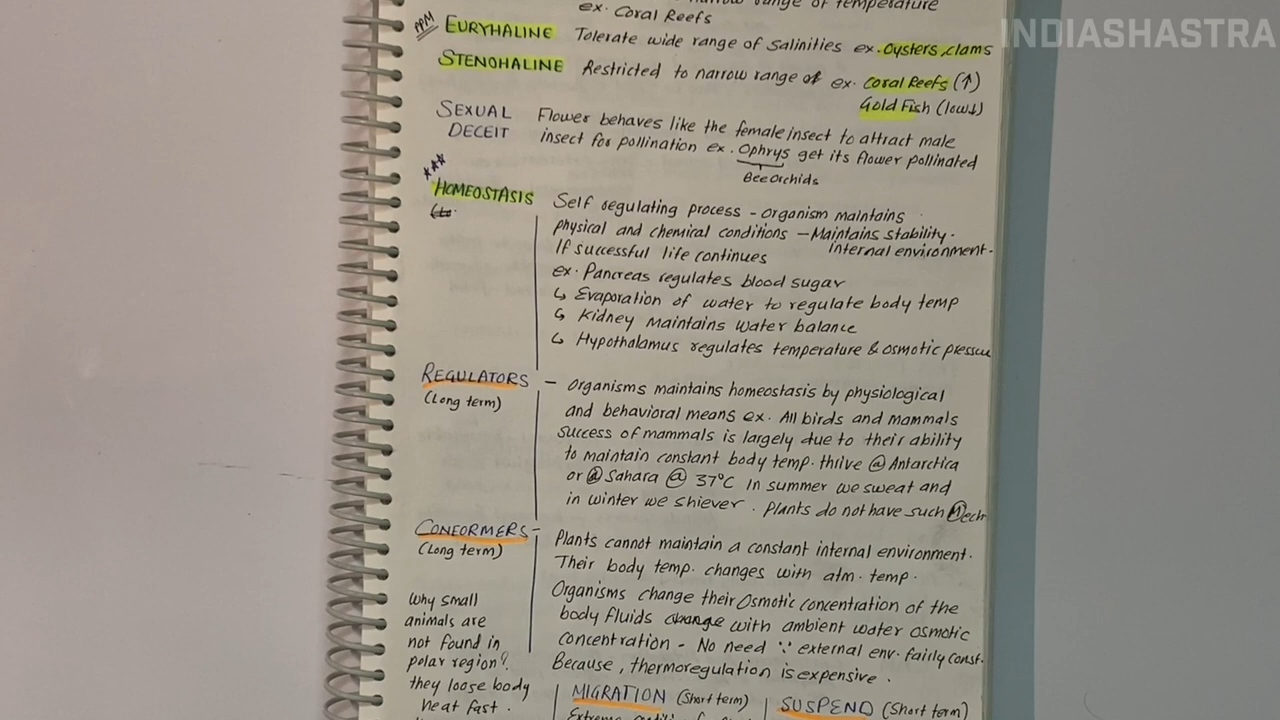 narrow range of temperature
ex. Coral Reefs
INDIASHASTRA
PPM
EURYHALINE Tolerate wide range of salinities ex. Oysters, clams
STENOHALINE Restricted to narrow range of ex. Coral Reefs (↑)
Gold Fish (low↓)
SEXUAL DECEIT Flower behaves like the female insect to attract male
insect for pollination ex. Ophrys get its flower pollinated
Bee Orchids
HOMEOSTASIS Self regulating process - organism maintains
physical and chemical conditions - Maintains stability.
internal environment.
If successful life continues
ex. Pancreas regulates blood sugar
↳ Evaporation of water to regulate body temp
↳ Kidney maintains water balance
↳ Hypothalamus regulates temperature & osmotic pressure
REGULATORS - Organisms maintains homeostasis by physiological
(Long term)
and behavioral means ex. All birds and mammals
success of mammals is largely due to their ability
to maintain constant body temp. thrive @ Antarctica
or @ Sahara @ 37°C In summer we sweat and
in winter we shiever. Plants do not have such Mech
CONFORMERS - Plants cannot maintain a constant internal environment.
(Long term)
Their body temp. changes with atm. temp.
Organisms change their Osmotic concentration of the
body fluids change with ambient water osmotic
concentration - No need ∵ external env. fairly const.
Because, thermoregulation is expensive.
Why small
animals are
not found in
polar region?
they loose body
heat fast.
MIGRATION (Short term)
SUSPEND (Short term)